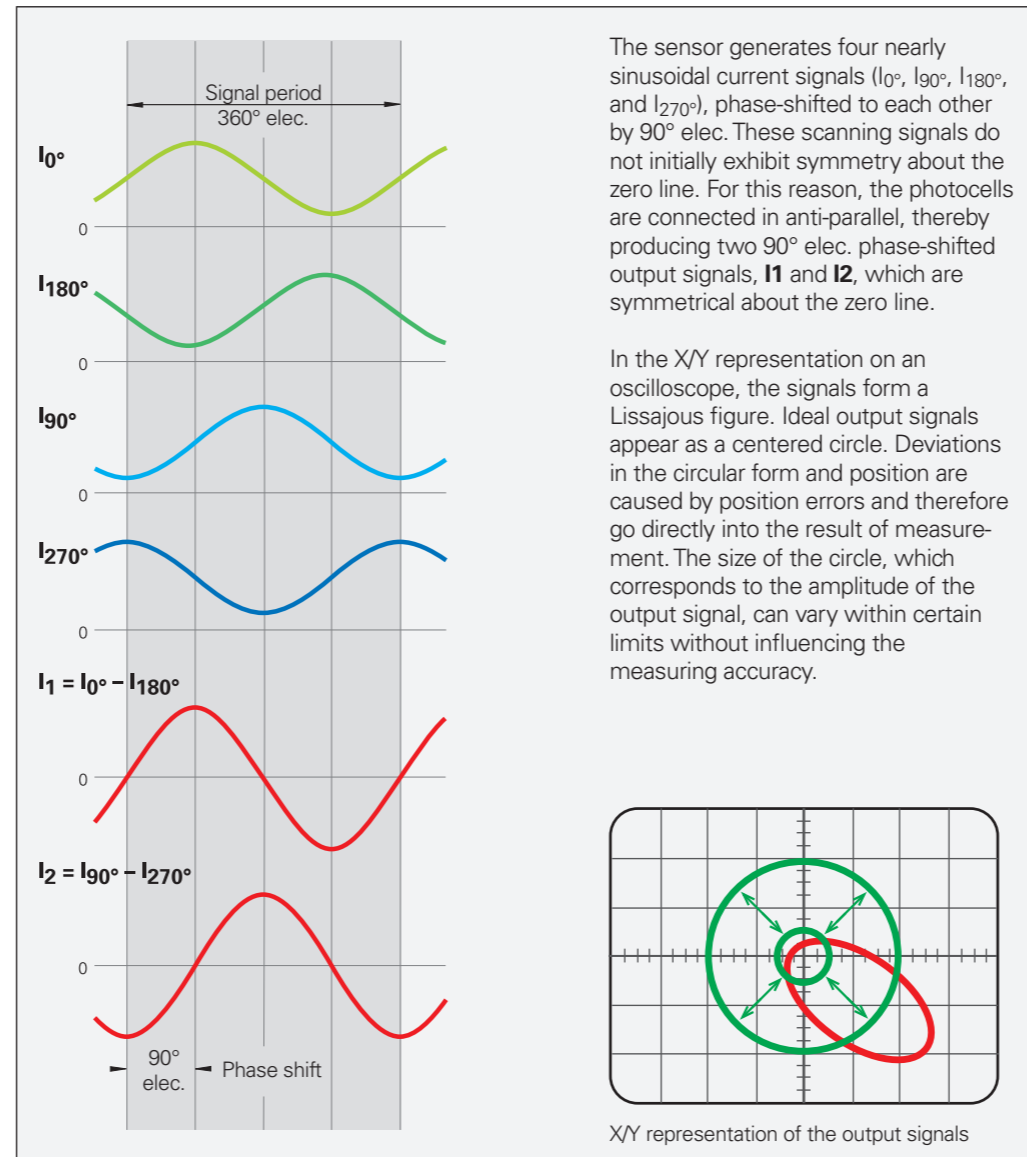 Signal period
360° elec.
I0°
0
I180°
0
I90°
0
I270°
0
I1 = I0° – I180°
0
I2 = I90° – I270°
0
90°
elec.
Phase shift
The sensor generates four nearly
sinusoidal current signals (I0°, I90°, I180°,
and I270°), phase-shifted to each other
by 90° elec. These scanning signals do
not initially exhibit symmetry about the
zero line. For this reason, the photocells
are connected in anti-parallel, thereby
producing two 90° elec. phase-shifted
output signals, I1 and I2, which are
symmetrical about the zero line.
In the X/Y representation on an
oscilloscope, the signals form a
Lissajous figure. Ideal output signals
appear as a centered circle. Deviations
in the circular form and position are
caused by position errors and therefore
go directly into the result of measure-
ment. The size of the circle, which
corresponds to the amplitude of the
output signal, can vary within certain
limits without influencing the
measuring accuracy.
X/Y representation of the output signals